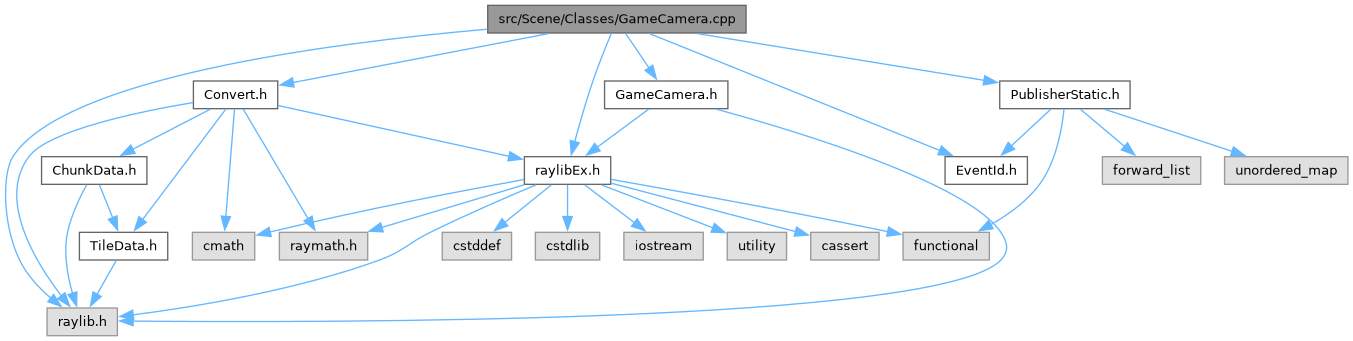 src/Scene/Classes/GameCamera.cpp
Convert.h
GameCamera.h
PublisherStatic.h
ChunkData.h
raylibEx.h
EventId.h
forward_list
unordered_map
TileData.h
cmath
raymath.h
cstddef
cstdlib
iostream
utility
cassert
functional
raylib.h